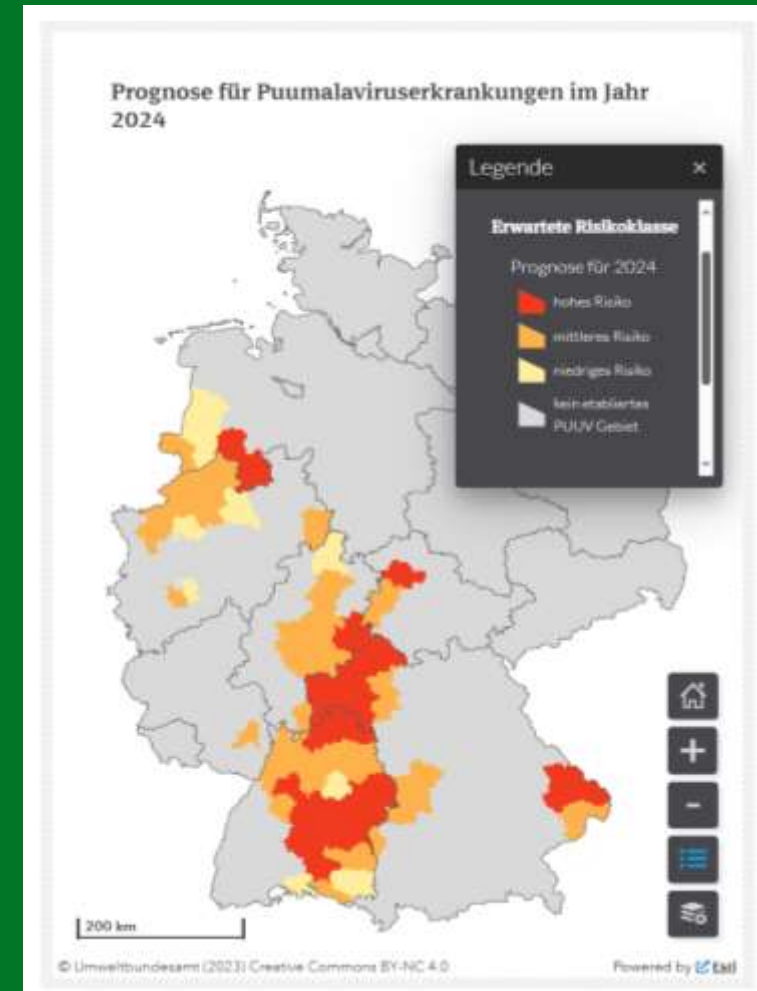 Prognose für Puumalaviruserkrankungen im Jahr
2024
Legende ×
Erwartete Risikoklasse
Prognose für 2024
hohes Risiko
mittleres Risiko
niedriges Risiko
kein etabliertes
PUUV Gebiet
200 km
© Umweltbundesamt (2023) Creative Commons BY-NC 4.0
Powered by Esri